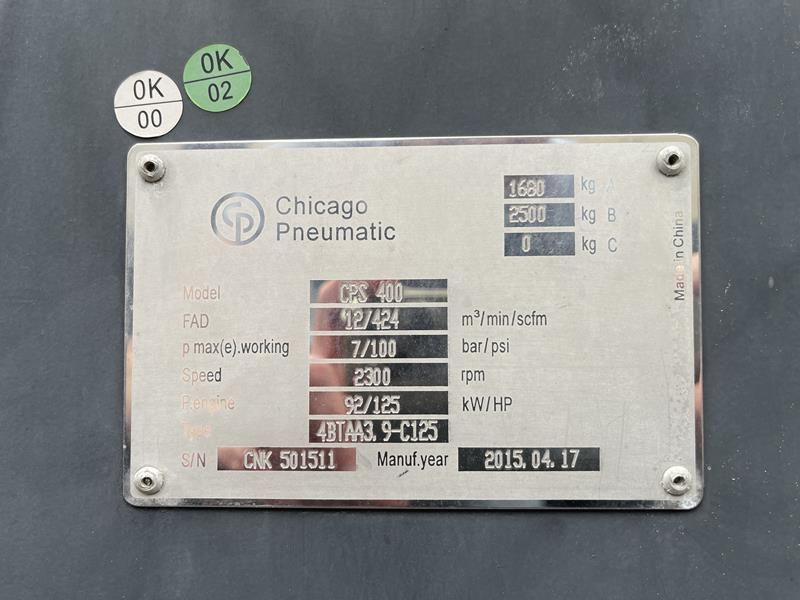 OK
00
OK
02
CP
Chicago
Pneumatic
1680 kg A
2500 kg B
0 kg C
Made in China
Model CPS 400
FAD 12/424 m³/min/scfm
p max(e).working 7/100 bar/psi
Speed 2300 rpm
P.engine 92/125 kW/HP
Type 4BTAA3.9-C125
S/N CNK 501511 Manuf.year 2015.04.17